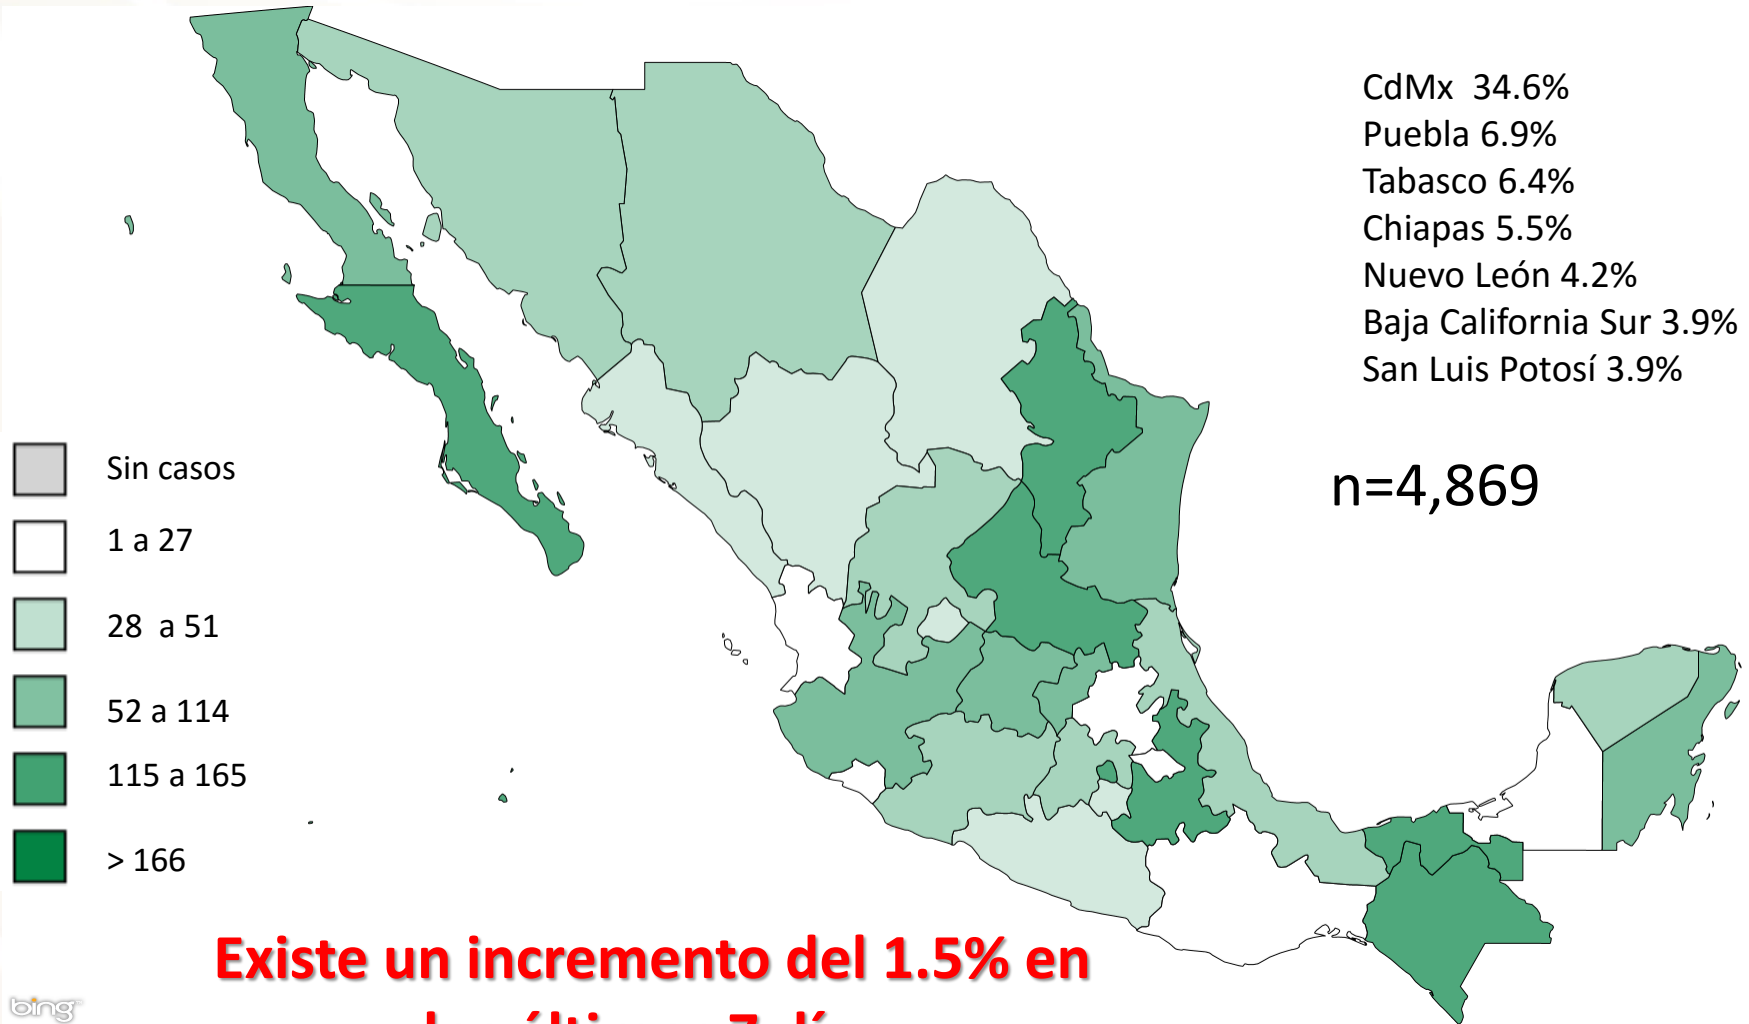 CdMx 34.6%
Puebla 6.9%
Tabasco 6.4%
Chiapas 5.5%
Nuevo León 4.2%
Baja California Sur 3.9%
San Luis Potosí 3.9%
n=4,869
Sin casos
1 a 27
28 a 51
52 a 114
115 a 165
> 166
Existe un incremento del 1.5% en
bing